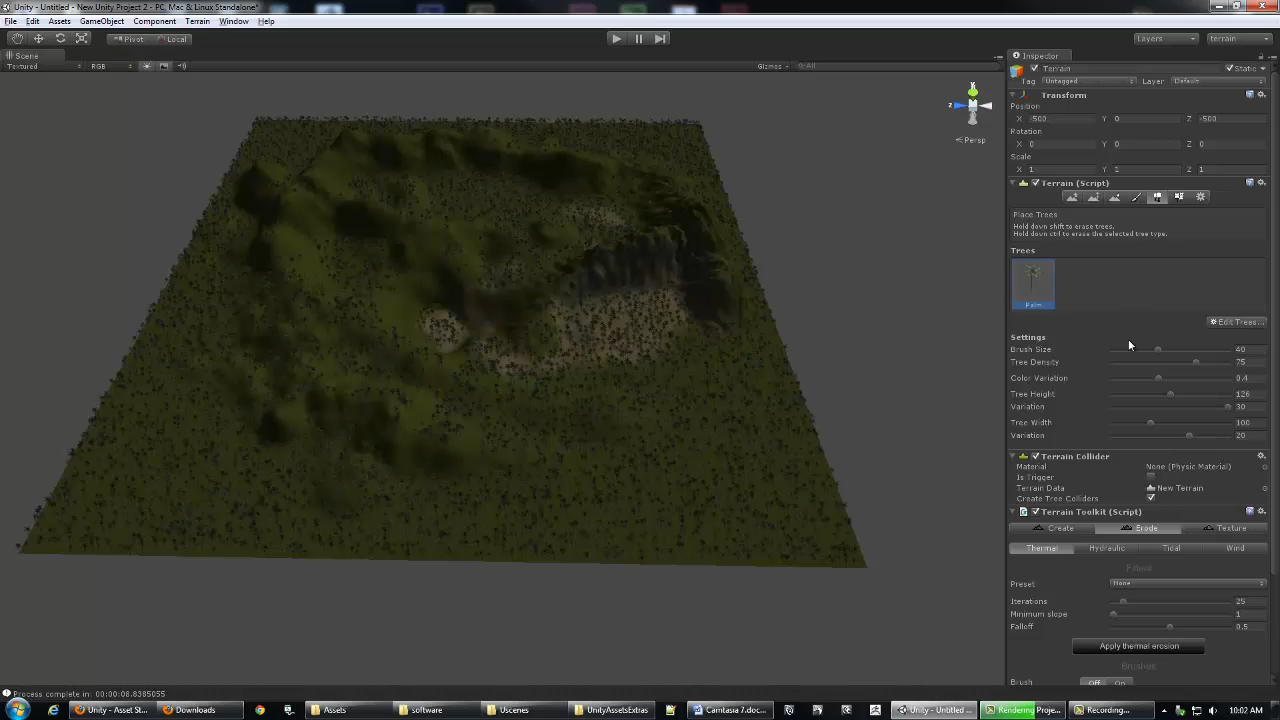 Unity - Untitled - New Unity Project 2 - PC, Mac & Linux Standalone*
File Edit Assets GameObject Component Terrain Window Help
Pivot Local Layers terrain
Scene
Textured RGB Gizmos All
Inspector
Terrain Static
Tag Untagged Layer Default
Transform
Position
X -500 Y 0 Z -500
Rotation
X 0 Y 0 Z 0
Scale
X 1 Y 1 Z 1
Terrain (Script)
Place Trees
Hold down shift to erase trees.
Hold down ctrl to erase the selected tree type.
Trees
Palm
Edit Trees...
Settings
Brush Size 40
Tree Density 75
Color Variation 0.4
Tree Height 126
Variation 30
Tree Width 100
Variation 20
Terrain Collider
Material None (Physic Material)
Is Trigger
Terrain Data New Terrain
Create Tree Colliders
Terrain Toolkit (Script)
Create Erode Texture
Thermal Hydraulic Tidal Wind
Preset None
Iterations 25
Minimum slope 1
Falloff 0.5
Apply thermal erosion
Brushes
Brush Off On
y
z
Persp
Process complete in: 00:00:08.8385055
Unity - Asset St... Downloads Assets software Uscenes UnityAssetsExtras Camtasia 7.doc... Unity - Untitled ... Rendering Proje... Recording... 10:02 AM